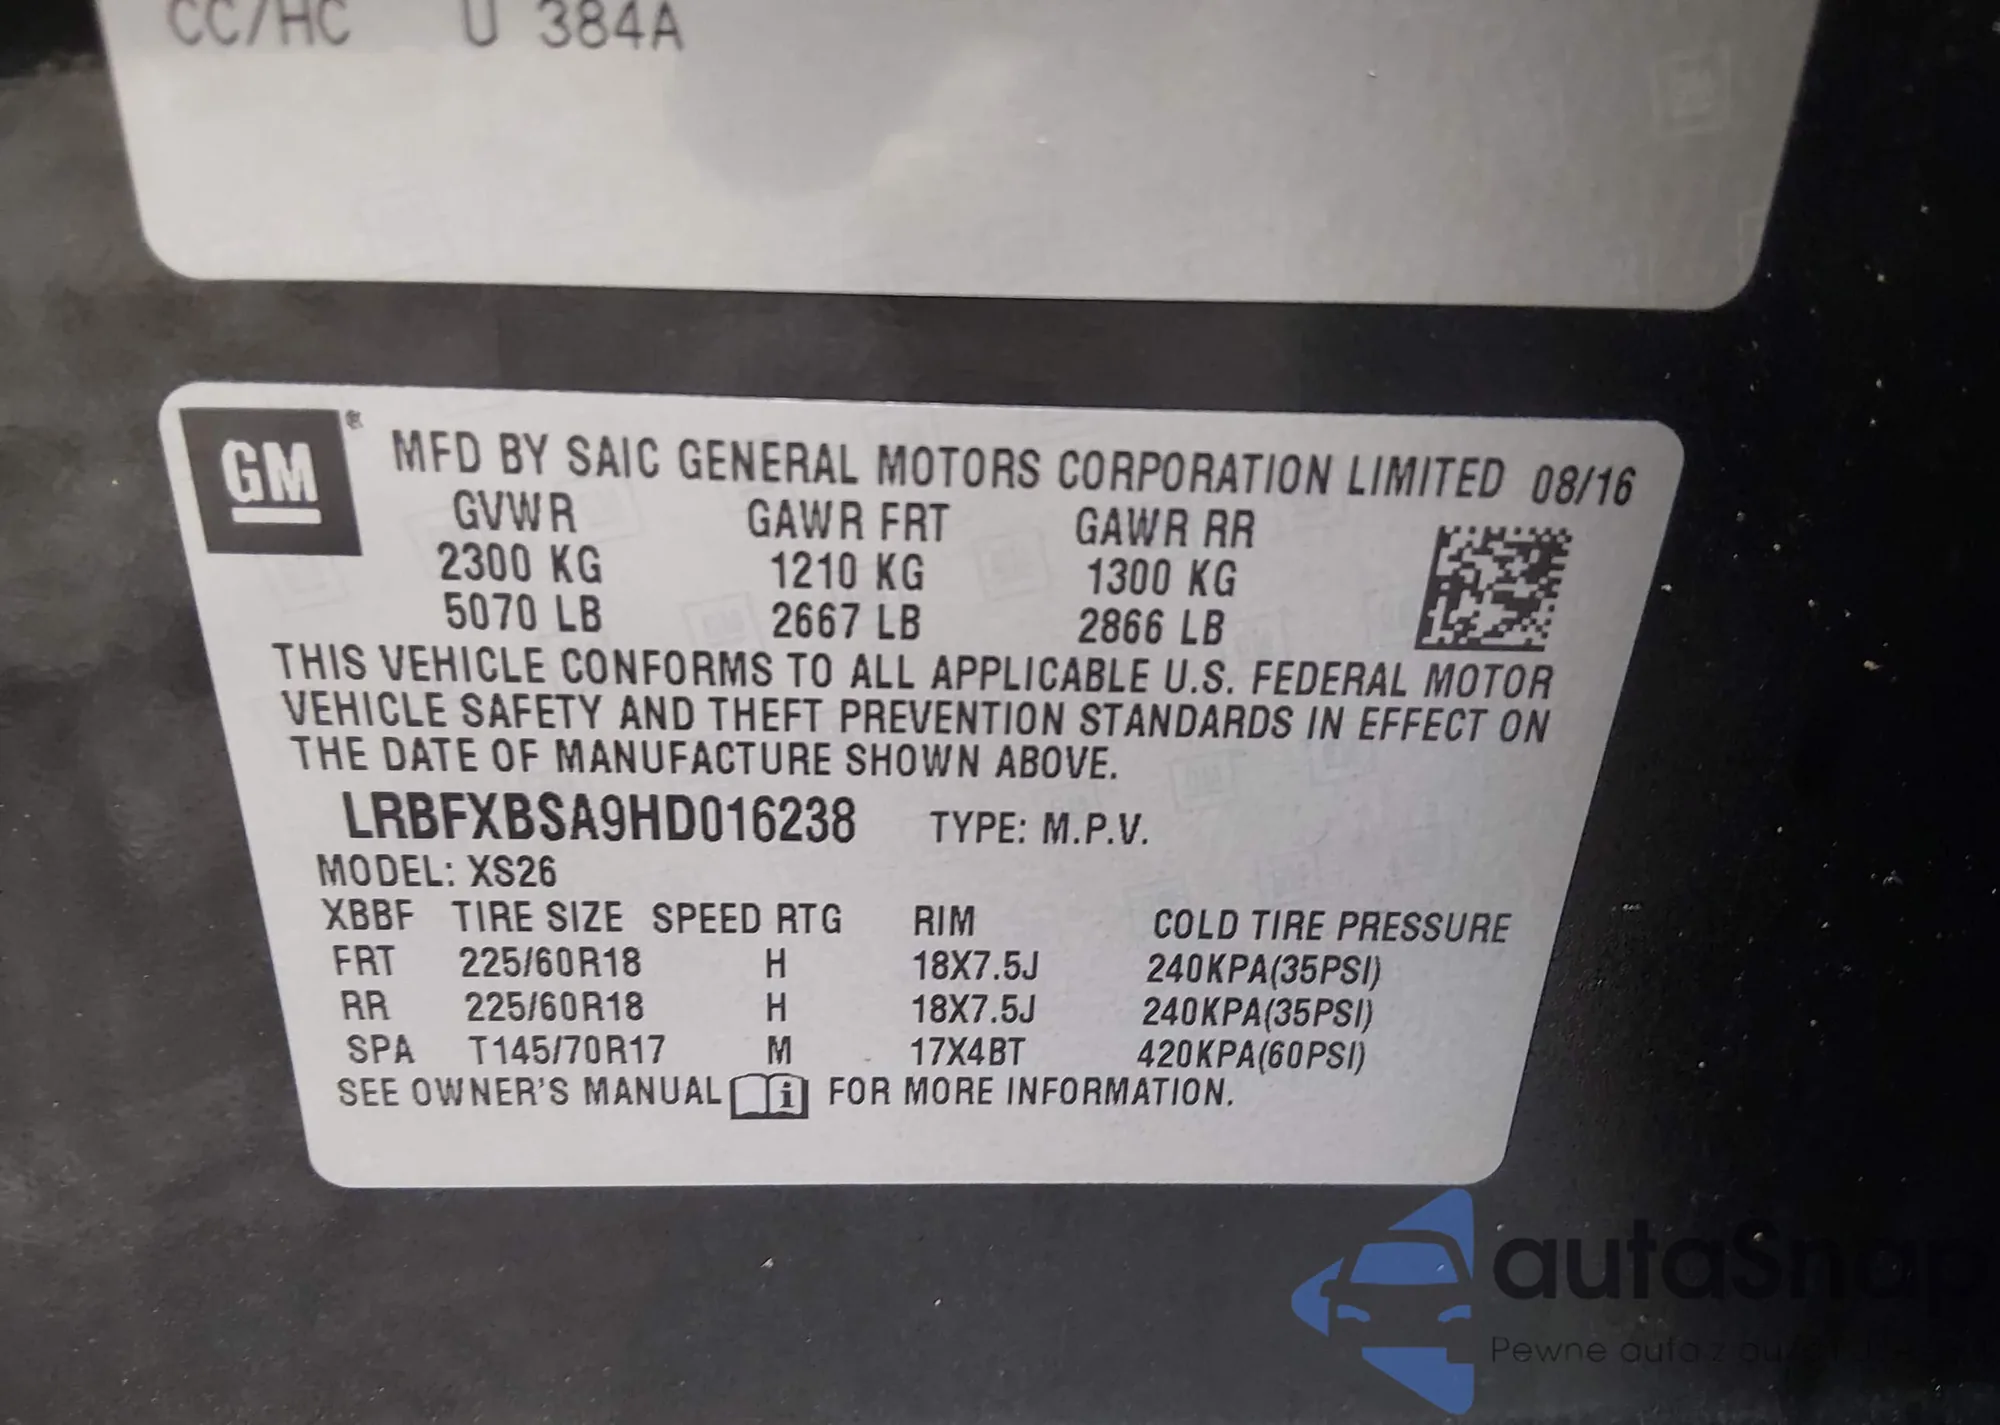 CC/HC U 384A
GM ®
MFD BY SAIC GENERAL MOTORS CORPORATION LIMITED 08/16
GVWR GAWR FRT GAWR RR
2300 KG 1210 KG 1300 KG
5070 LB 2667 LB 2866 LB
THIS VEHICLE CONFORMS TO ALL APPLICABLE U.S. FEDERAL MOTOR
VEHICLE SAFETY AND THEFT PREVENTION STANDARDS IN EFFECT ON
THE DATE OF MANUFACTURE SHOWN ABOVE.
LRBFXBSA9HD016238 TYPE: M.P.V.
MODEL: XS26
XBBF TIRE SIZE SPEED RTG RIM COLD TIRE PRESSURE
FRT 225/60R18 H 18X7.5J 240KPA(35PSI)
RR 225/60R18 H 18X7.5J 240KPA(35PSI)
SPA T145/70R17 M 17X4BT 420KPA(60PSI)
SEE OWNER'S MANUAL FOR MORE INFORMATION.
autaSnap
Pewne auta z